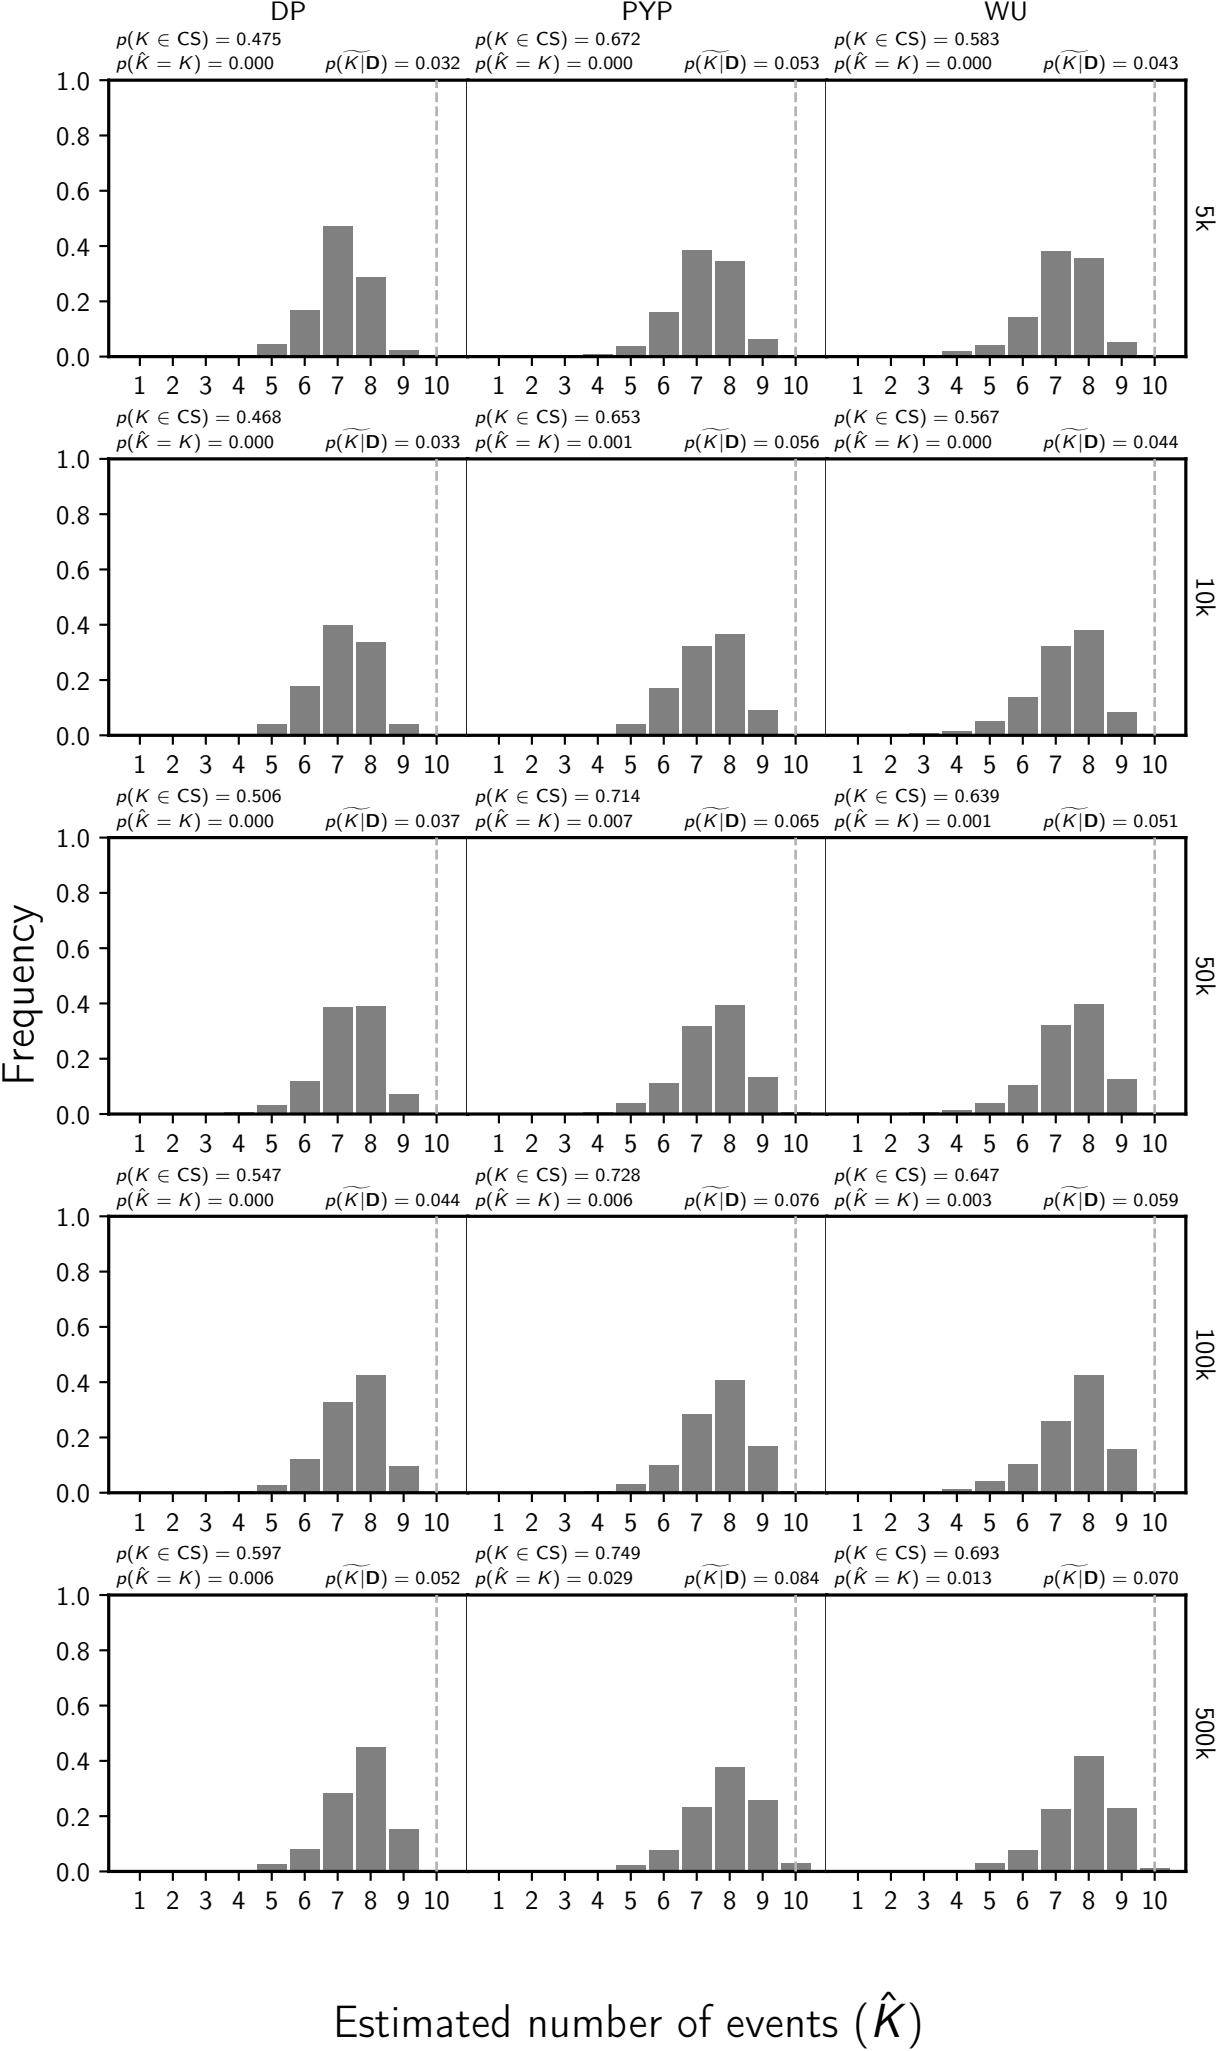 DP PYP WU
p(K ∈ CS) = 0.475 p(K ∈ CS) = 0.672 p(K ∈ CS) = 0.583
p(K̂ = K) = 0.000 p(K͠|D) = 0.032 p(K̂ = K) = 0.000 p(K͠|D) = 0.053 p(K̂ = K) = 0.000 p(K͠|D) = 0.043
1.0
0.8
0.6
5k
0.4
0.2
0.0
1 2 3 4 5 6 7 8 9 10 1 2 3 4 5 6 7 8 9 10 1 2 3 4 5 6 7 8 9 10
p(K ∈ CS) = 0.468 p(K ∈ CS) = 0.653 p(K ∈ CS) = 0.567
p(K̂ = K) = 0.000 p(K͠|D) = 0.033 p(K̂ = K) = 0.001 p(K͠|D) = 0.056 p(K̂ = K) = 0.000 p(K͠|D) = 0.044
1.0
0.8
0.6
10k
0.4
0.2
0.0
1 2 3 4 5 6 7 8 9 10 1 2 3 4 5 6 7 8 9 10 1 2 3 4 5 6 7 8 9 10
p(K ∈ CS) = 0.506 p(K ∈ CS) = 0.714 p(K ∈ CS) = 0.639
p(K̂ = K) = 0.000 p(K͠|D) = 0.037 p(K̂ = K) = 0.007 p(K͠|D) = 0.065 p(K̂ = K) = 0.001 p(K͠|D) = 0.051
1.0
0.8
0.6
50k
Frequency
0.4
0.2
0.0
1 2 3 4 5 6 7 8 9 10 1 2 3 4 5 6 7 8 9 10 1 2 3 4 5 6 7 8 9 10
p(K ∈ CS) = 0.547 p(K ∈ CS) = 0.728 p(K ∈ CS) = 0.647
p(K̂ = K) = 0.000 p(K͠|D) = 0.044 p(K̂ = K) = 0.006 p(K͠|D) = 0.076 p(K̂ = K) = 0.003 p(K͠|D) = 0.059
1.0
0.8
0.6
100k
0.4
0.2
0.0
1 2 3 4 5 6 7 8 9 10 1 2 3 4 5 6 7 8 9 10 1 2 3 4 5 6 7 8 9 10
p(K ∈ CS) = 0.597 p(K ∈ CS) = 0.749 p(K ∈ CS) = 0.693
p(K̂ = K) = 0.006 p(K͠|D) = 0.052 p(K̂ = K) = 0.029 p(K͠|D) = 0.084 p(K̂ = K) = 0.013 p(K͠|D) = 0.070
1.0
0.8
0.6
500k
0.4
0.2
0.0
1 2 3 4 5 6 7 8 9 10 1 2 3 4 5 6 7 8 9 10 1 2 3 4 5 6 7 8 9 10
Estimated number of events (K̂)